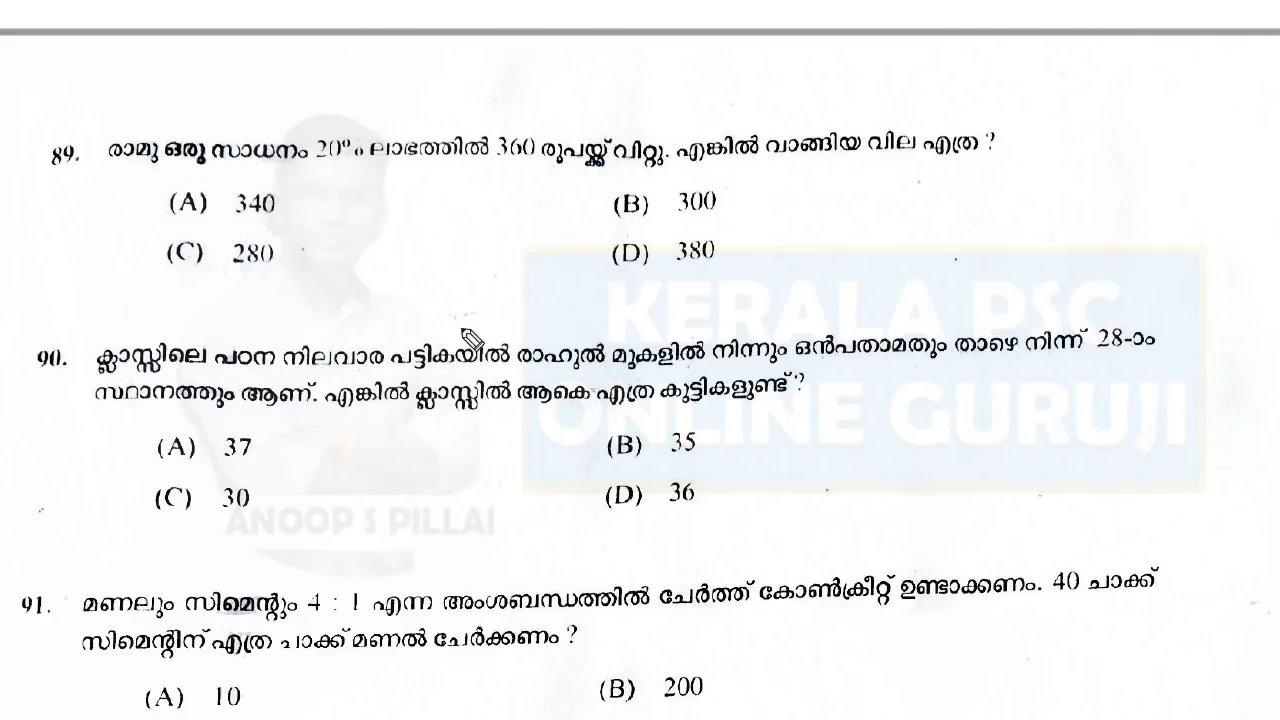 89. രാമു ഒരു സാധനം 20% ലാഭത്തിൽ 360 രൂപയ്ക്ക് വിറ്റു. എങ്കിൽ വാങ്ങിയ വില എത്ര ?
(A) 340 (B) 300
(C) 280 (D) 380
KERALA PSC
90. ക്ലാസ്സിലെ പഠന നിലവാര പട്ടികയിൽ രാഹുൽ മുകളിൽ നിന്നും ഒൻപതാമതും താഴെ നിന്ന് 28-ാം
സ്ഥാനത്തും ആണ്. എങ്കിൽ ക്ലാസ്സിൽ ആകെ എത്ര കുട്ടികളുണ്ട് ?
ONLINE GURUJI
(A) 37 (B) 35
(C) 30 (D) 36
ANOOP S PILLAI
91. മണലും സിമെന്റും 4 : 1 എന്ന അംശബന്ധത്തിൽ ചേർത്ത് കോൺക്രീറ്റ് ഉണ്ടാക്കണം. 40 ചാക്ക്
സിമെന്റിന് എത്ര ചാക്ക് മണൽ ചേർക്കണം ?
(A) 10 (B) 200